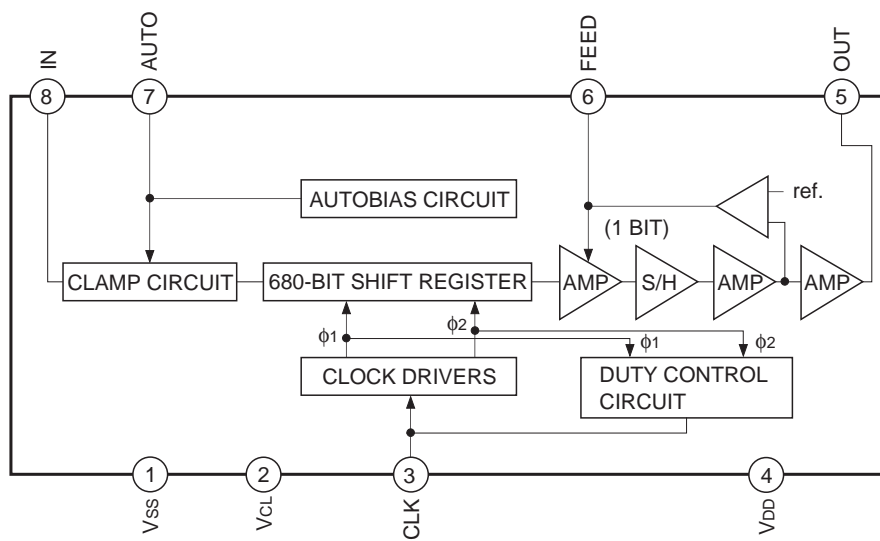 IN
AUTO
FEED
OUT
8
7
6
5
AUTOBIAS CIRCUIT
ref.
(1 BIT)
CLAMP CIRCUIT
680-BIT SHIFT REGISTER
AMP
S/H
AMP
AMP
ϕ1
ϕ2
ϕ1
ϕ2
CLOCK DRIVERS
DUTY CONTROL
CIRCUIT
1
2
3
4
VSS
VCL
CLK
VDD